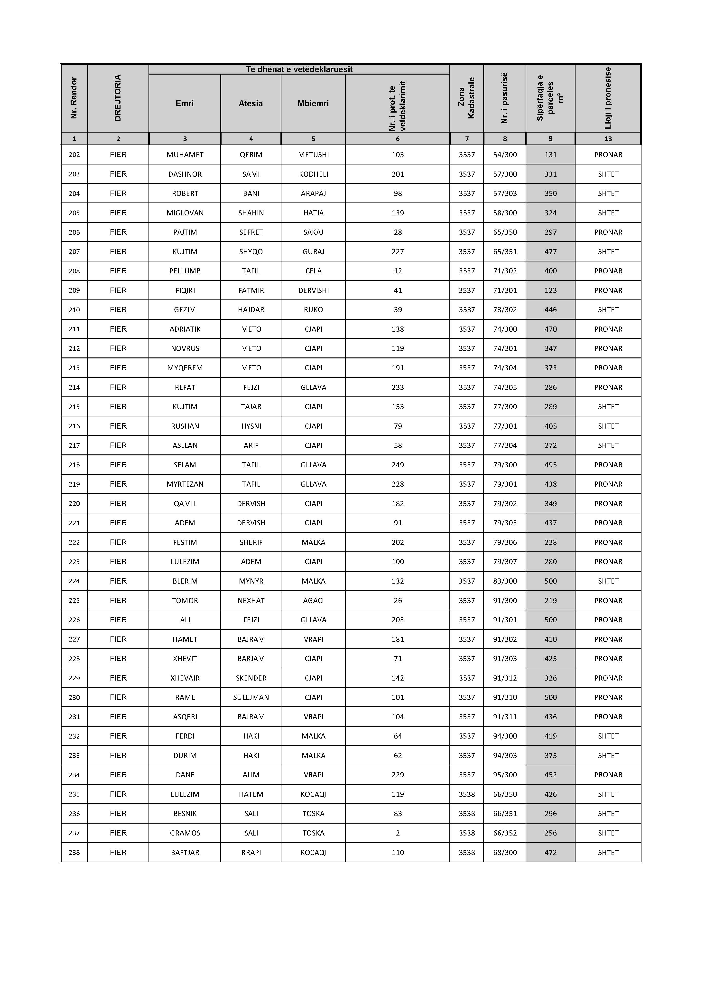 Nr. Rendor DREJTORIA Të dhënat e vetëdeklaruesit Zona Kadastrale Nr. i pasurisë Sipërfaqja e parceles m² Lloji I pronesise
Emri Atësia Mbiemri Nr. i prot. te vetdeklarimit
1 2 3 4 5 6 7 8 9 13
202 FIER MUHAMET QERIM METUSHI 103 3537 54/300 131 PRONAR
203 FIER DASHNOR SAMI KODHELI 201 3537 57/300 331 SHTET
204 FIER ROBERT BANI ARAPAJ 98 3537 57/303 350 SHTET
205 FIER MIGLOVAN SHAHIN HATIA 139 3537 58/300 324 SHTET
206 FIER PAJTIM SEFRET SAKAJ 28 3537 65/350 297 PRONAR
207 FIER KUJTIM SHYQO GURAJ 227 3537 65/351 477 SHTET
208 FIER PELLUMB TAFIL CELA 12 3537 71/302 400 PRONAR
209 FIER FIQIRI FATMIR DERVISHI 41 3537 71/301 123 PRONAR
210 FIER GEZIM HAJDAR RUKO 39 3537 73/302 446 SHTET
211 FIER ADRIATIK METO CJAPI 138 3537 74/300 470 PRONAR
212 FIER NOVRUS METO CJAPI 119 3537 74/301 347 PRONAR
213 FIER MYQEREM METO CJAPI 191 3537 74/304 373 PRONAR
214 FIER REFAT FEJZI GLLAVA 233 3537 74/305 286 PRONAR
215 FIER KUJTIM TAJAR CJAPI 153 3537 77/300 289 SHTET
216 FIER RUSHAN HYSNI CJAPI 79 3537 77/301 405 SHTET
217 FIER ASLLAN ARIF CJAPI 58 3537 77/304 272 SHTET
218 FIER SELAM TAFIL GLLAVA 249 3537 79/300 495 PRONAR
219 FIER MYRTEZAN TAFIL GLLAVA 228 3537 79/301 438 PRONAR
220 FIER QAMIL DERVISH CJAPI 182 3537 79/302 349 PRONAR
221 FIER ADEM DERVISH CJAPI 91 3537 79/303 437 PRONAR
222 FIER FESTIM SHERIF MALKA 202 3537 79/306 238 PRONAR
223 FIER LULEZIM ADEM CJAPI 100 3537 79/307 280 PRONAR
224 FIER BLERIM MYNYR MALKA 132 3537 83/300 500 SHTET
225 FIER TOMOR NEXHAT AGACI 26 3537 91/300 219 PRONAR
226 FIER ALI FEJZI GLLAVA 203 3537 91/301 500 PRONAR
227 FIER HAMET BAJRAM VRAPI 181 3537 91/302 410 PRONAR
228 FIER XHEVIT BARJAM CJAPI 71 3537 91/303 425 PRONAR
229 FIER XHEVAIR SKENDER CJAPI 142 3537 91/312 326 PRONAR
230 FIER RAME SULEJMAN CJAPI 101 3537 91/310 500 PRONAR
231 FIER ASQERI BAJRAM VRAPI 104 3537 91/311 436 PRONAR
232 FIER FERDI HAKI MALKA 64 3537 94/300 419 SHTET
233 FIER DURIM HAKI MALKA 62 3537 94/303 375 SHTET
234 FIER DANE ALIM VRAPI 229 3537 95/300 452 PRONAR
235 FIER LULEZIM HATEM KOCAQI 119 3538 66/350 426 SHTET
236 FIER BESNIK SALI TOSKA 83 3538 66/351 296 SHTET
237 FIER GRAMOS SALI TOSKA 2 3538 66/352 256 SHTET
238 FIER BAFTJAR RRAPI KOCAQI 110 3538 68/300 472 SHTET